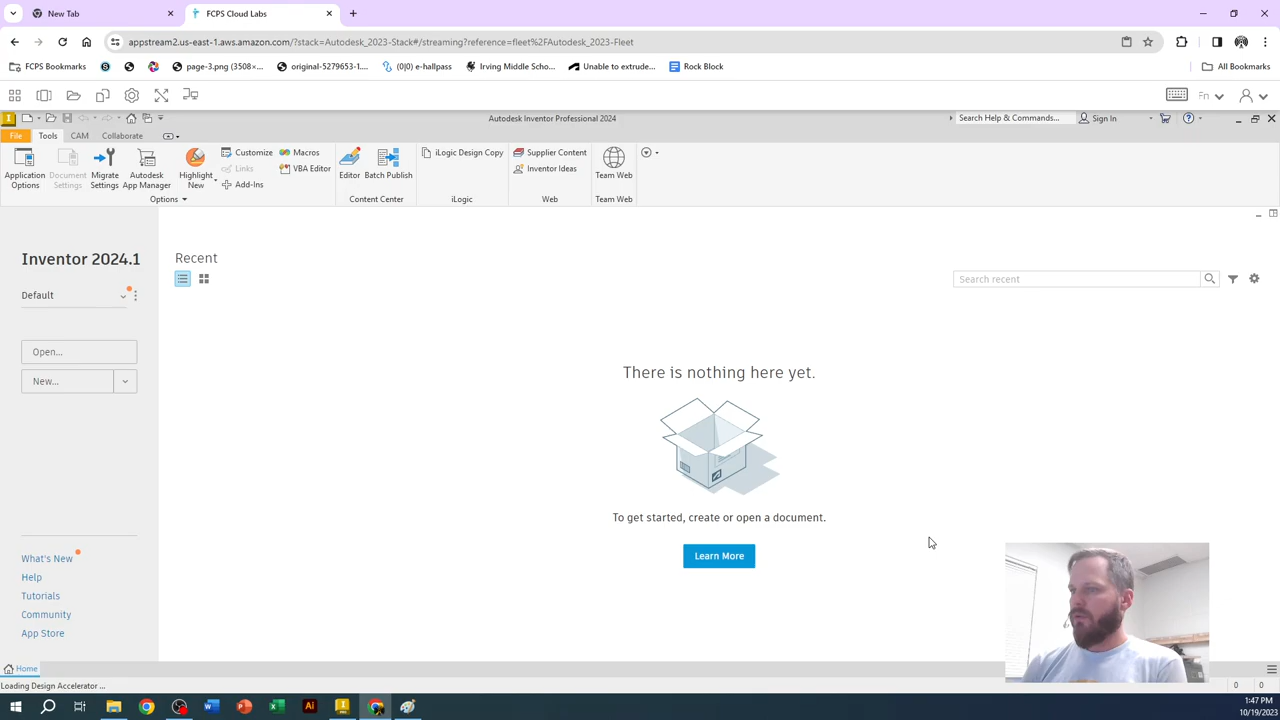 New Tab
FCPS Cloud Labs
appstream2.us-east-1.aws.amazon.com/?stack=Autodesk_2023-Stack#/streaming?reference=fleet%2FAutodesk_2023-Fleet
FCPS Bookmarks
page-3.png (3508×...
original-5279653-1....
(0|0) e-hallpass
Irving Middle Scho...
Unable to extrude...
Rock Block
All Bookmarks
Fn
Autodesk Inventor Professional 2024
Search Help & Commands...
Sign In
File
Tools
CAM
Collaborate
Application Options
Document Settings
Migrate Settings
Autodesk App Manager
Highlight New
Customize
Links
Add-Ins
Macros
VBA Editor
Editor
Batch Publish
iLogic Design Copy
Supplier Content
Inventor Ideas
Team Web
Options
Content Center
iLogic
Web
Team Web
Inventor 2024.1
Recent
Default
Search recent
Open...
New...
There is nothing here yet.
To get started, create or open a document.
Learn More
What's New
Help
Tutorials
Community
App Store
Home
Loading Design Accelerator ...
0
0
1:47 PM
10/19/2023